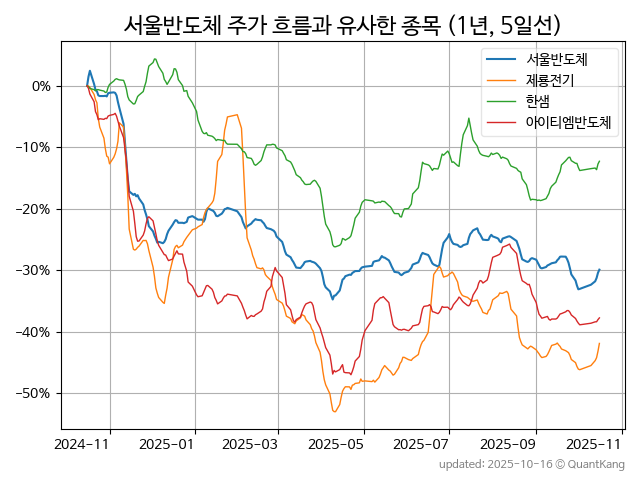 서울반도체 주가 흐름과 유사한 종목 (1년, 5일선)
서울반도체
제룡전기
한샘
아이티엠반도체
0%
−10%
−20%
−30%
−40%
−50%
2024-11
2025-01
2025-03
2025-05
2025-07
2025-09
2025-11
updated: 2025-10-16 © QuantKang